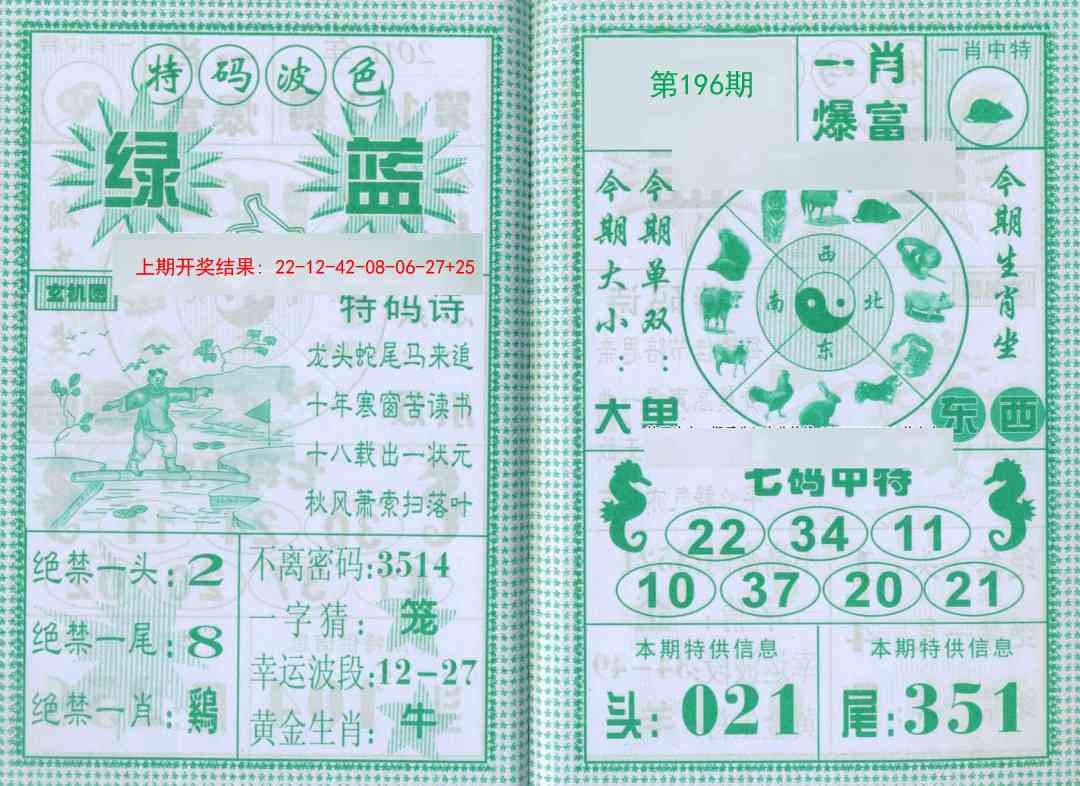 特码波色
绿 蓝
上期开奖结果: 22-12-42-08-06-27+25
玄机图
特码诗
龙头蛇尾马来追
十年寒窗苦读书
十八载出一状元
秋风萧索扫落叶
绝禁一头:2
绝禁一尾:8
绝禁一肖:鷄
不离密码:3514
一字猜:笼
幸运波段:12-27
黄金生肖:牛
第196期
一肖
爆富
一肖中特
今期大小:大
今期单双:单
今期生肖坐
东西
西
南
北
东
七码中特
22 34 11
10 37 20 21
本期特供信息
头:021
本期特供信息
尾:351